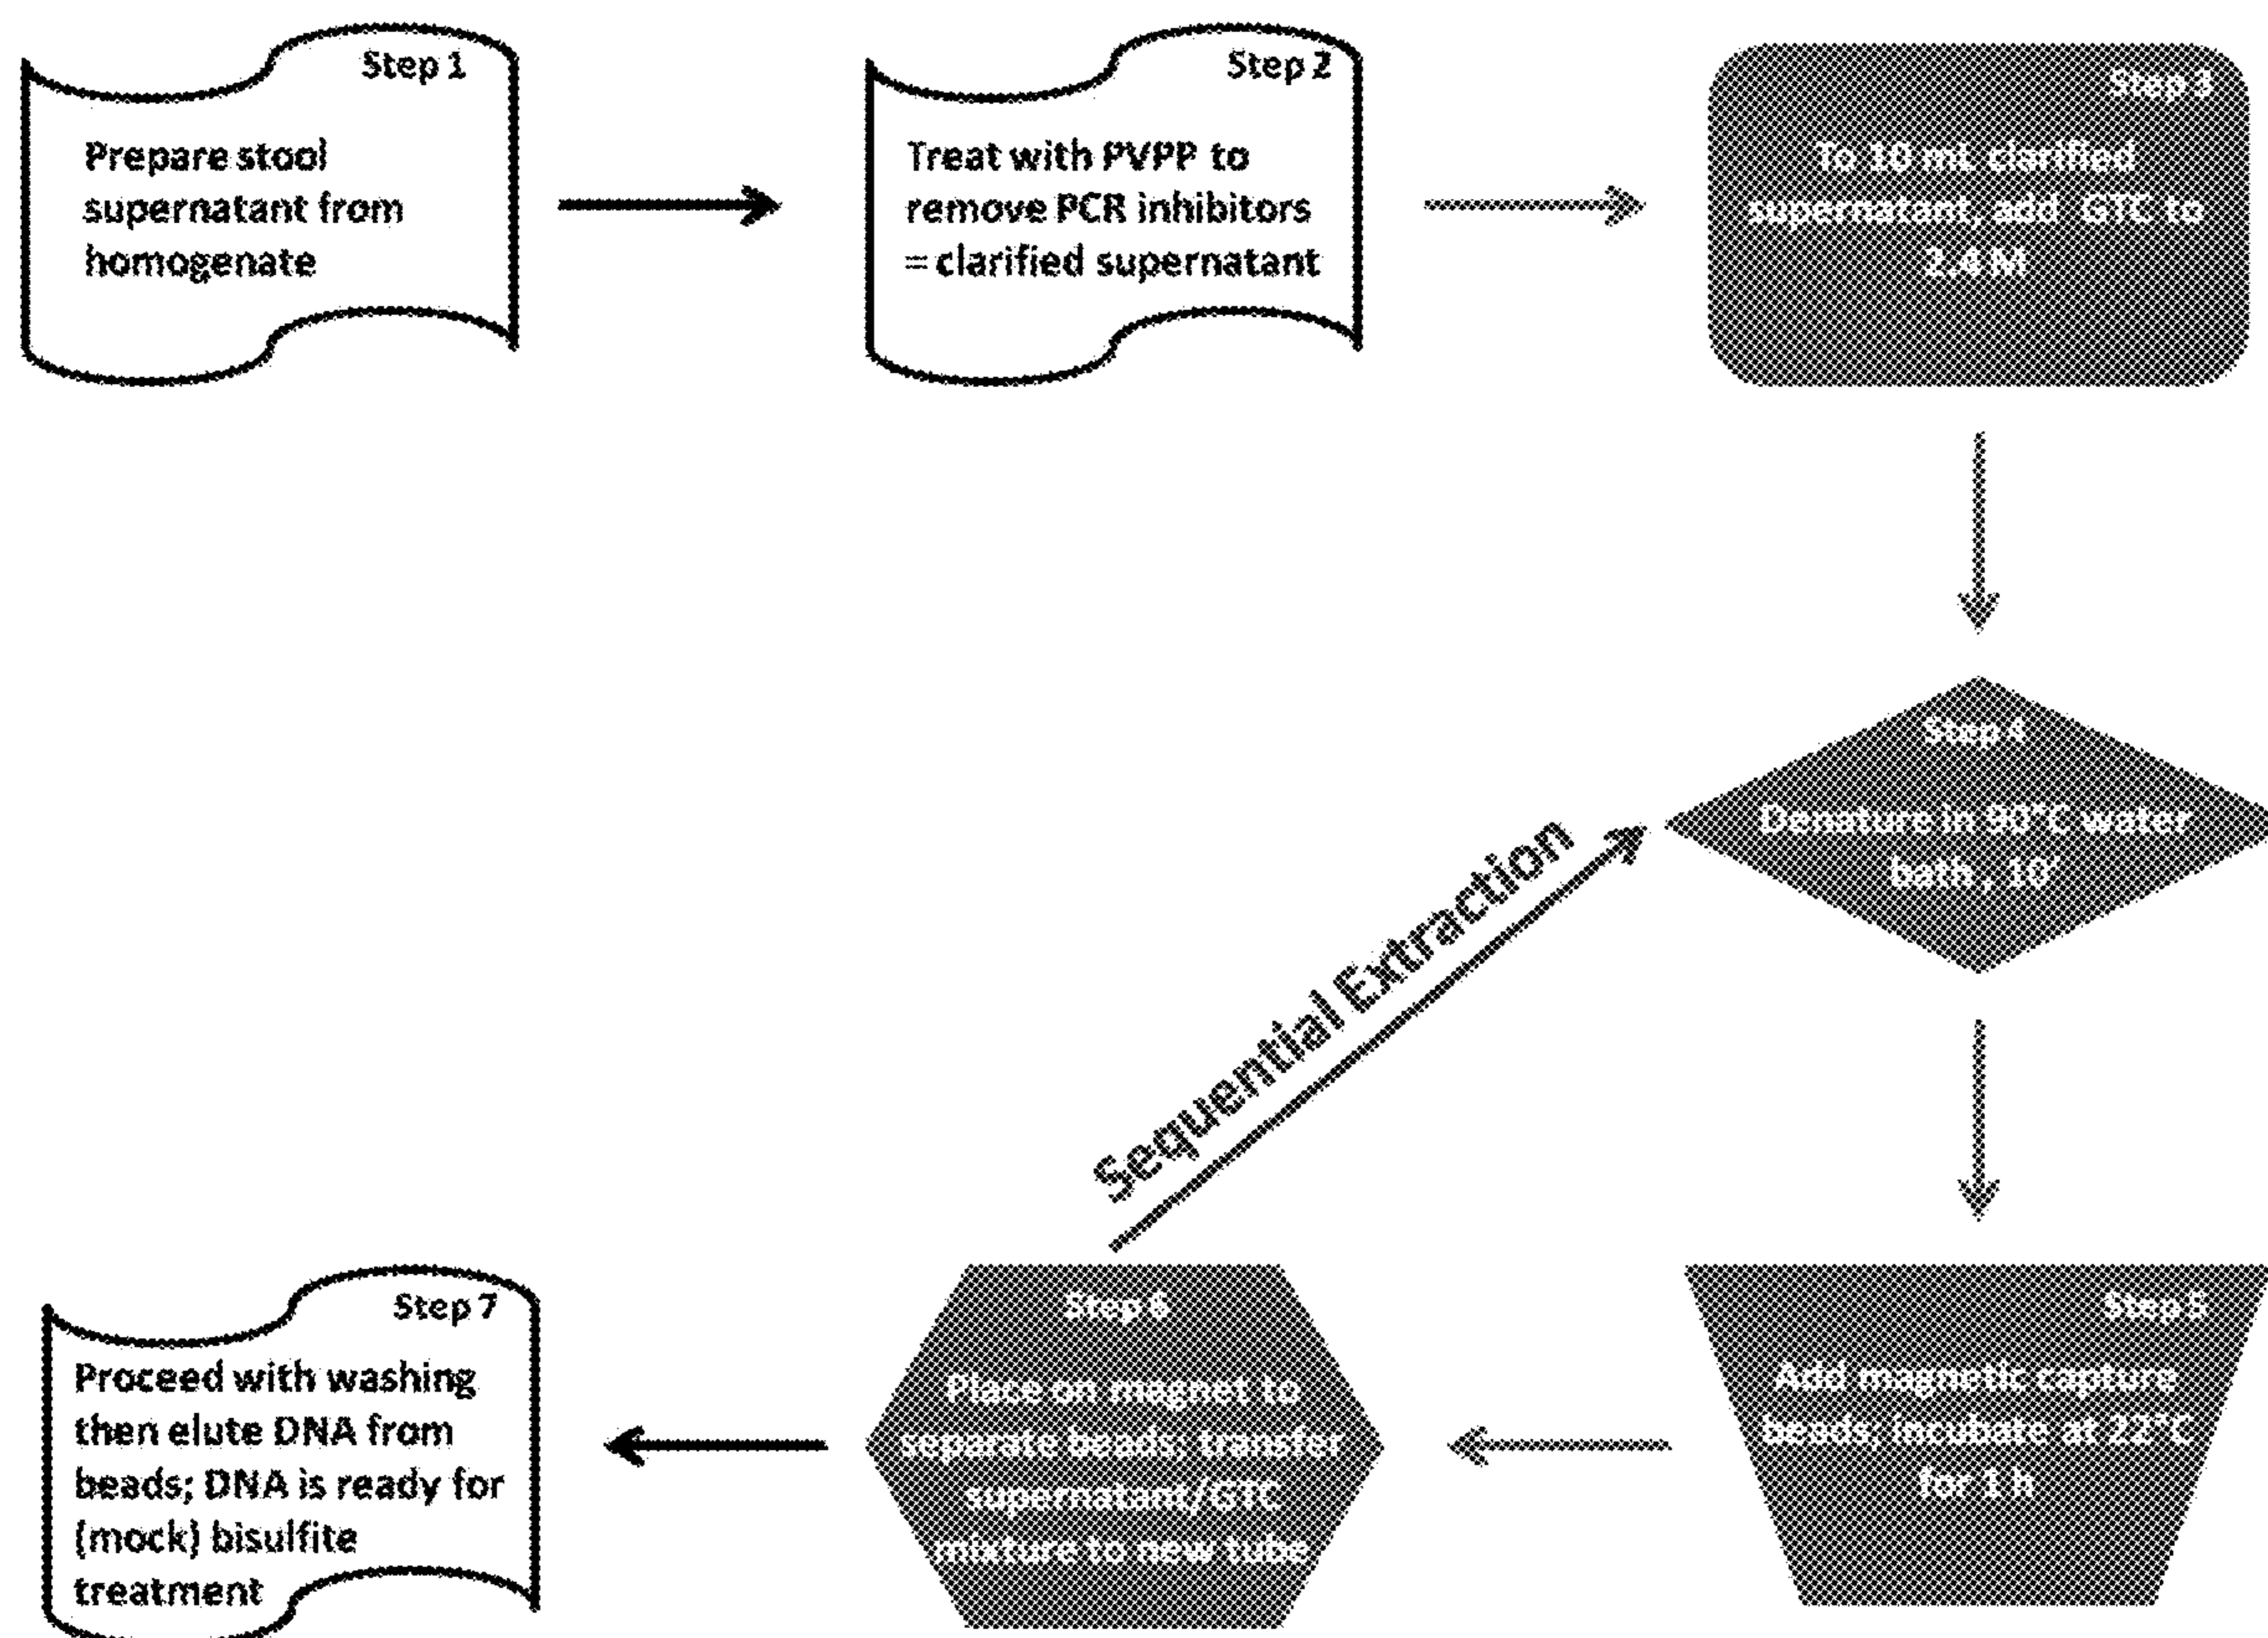 Step 1
Prepare stool
supernatant from
homogenate
Step 2
Treat with PVPP to
remove PCR inhibitors
= clarified supernatant
Step 3
To 10 mL clarified
supernatant, add GTC to
2.4 M
Step 4
Denature in 90°C water
bath, 10'
Sequential Extraction
Step 5
Add magnetic capture
beads; incubate at 22°C
for 1 h
Step 6
Place on magnet to
separate beads; transfer
supernatant/GTC
mixture to new tube
Step 7
Proceed with washing
then elute DNA from
beads; DNA is ready for
(mock) bisulfite
treatment